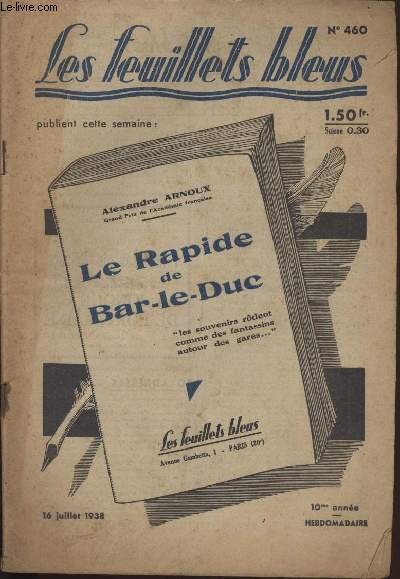 Le-livre.com
N° 460
Les feuillets bleus
publient cette semaine :
1.50 fr.
Suisse 0.30
Alexandre ARNOUX
Grand Prix de l'Académie française
Le Rapide
de
Bar-le-Duc
"les souvenirs rôdent
comme des fantassins
autour des gares..."
Les feuillets bleus
Avenue Gambetta, 1 - PARIS (20e)
16 juillet 1938
10me année
HEBDOMADAIRE